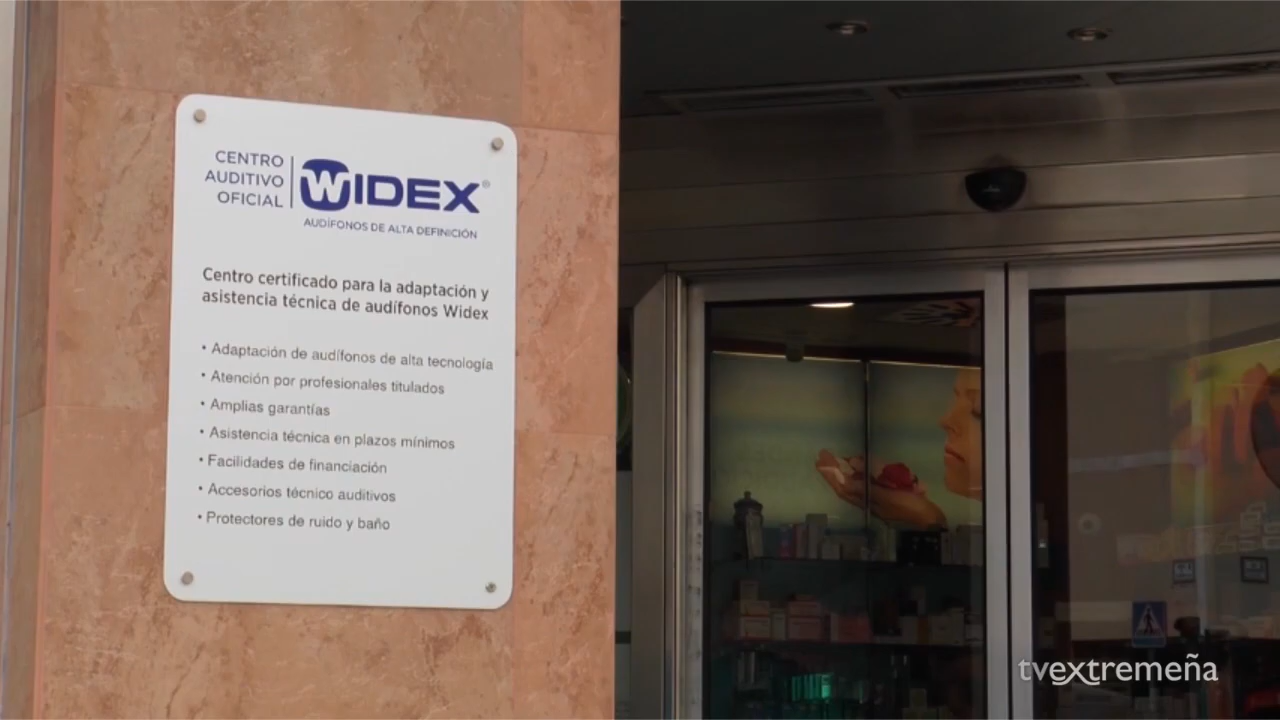 CENTRO
AUDITIVO
OFICIAL
WIDEX®
AUDÍFONOS DE ALTA DEFINICIÓN
Centro certificado para la adaptación y
asistencia técnica de audífonos Widex
• Adaptación de audífonos de alta tecnología
• Atención por profesionales titulados
• Amplias garantías
• Asistencia técnica en plazos mínimos
• Facilidades de financiación
• Accesorios técnico auditivos
• Protectores de ruido y baño
tvextremeña